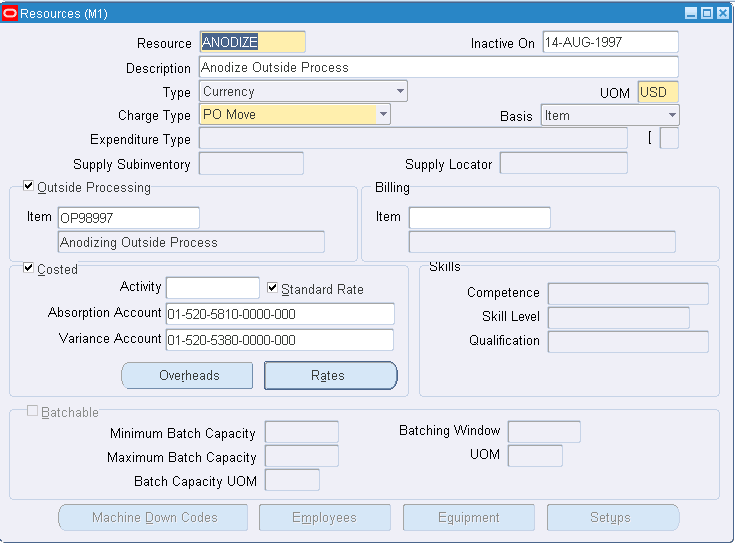 Resources (M1)
Resource ANODIZE Inactive On 14-AUG-1997
Description Anodize Outside Process
Type Currency UOM USD
Charge Type PO Move Basis Item
Expenditure Type [
Supply Subinventory Supply Locator
Outside Processing Billing
Item OP98997 Item
Anodizing Outside Process
Costed Skills
Activity Standard Rate Competence
Absorption Account 01-520-5810-0000-000 Skill Level
Variance Account 01-520-5380-0000-000 Qualification
Overheads Rates
Batchable
Minimum Batch Capacity Batching Window
Maximum Batch Capacity UOM
Batch Capacity UOM
Machine Down Codes Employees Equipment Setups